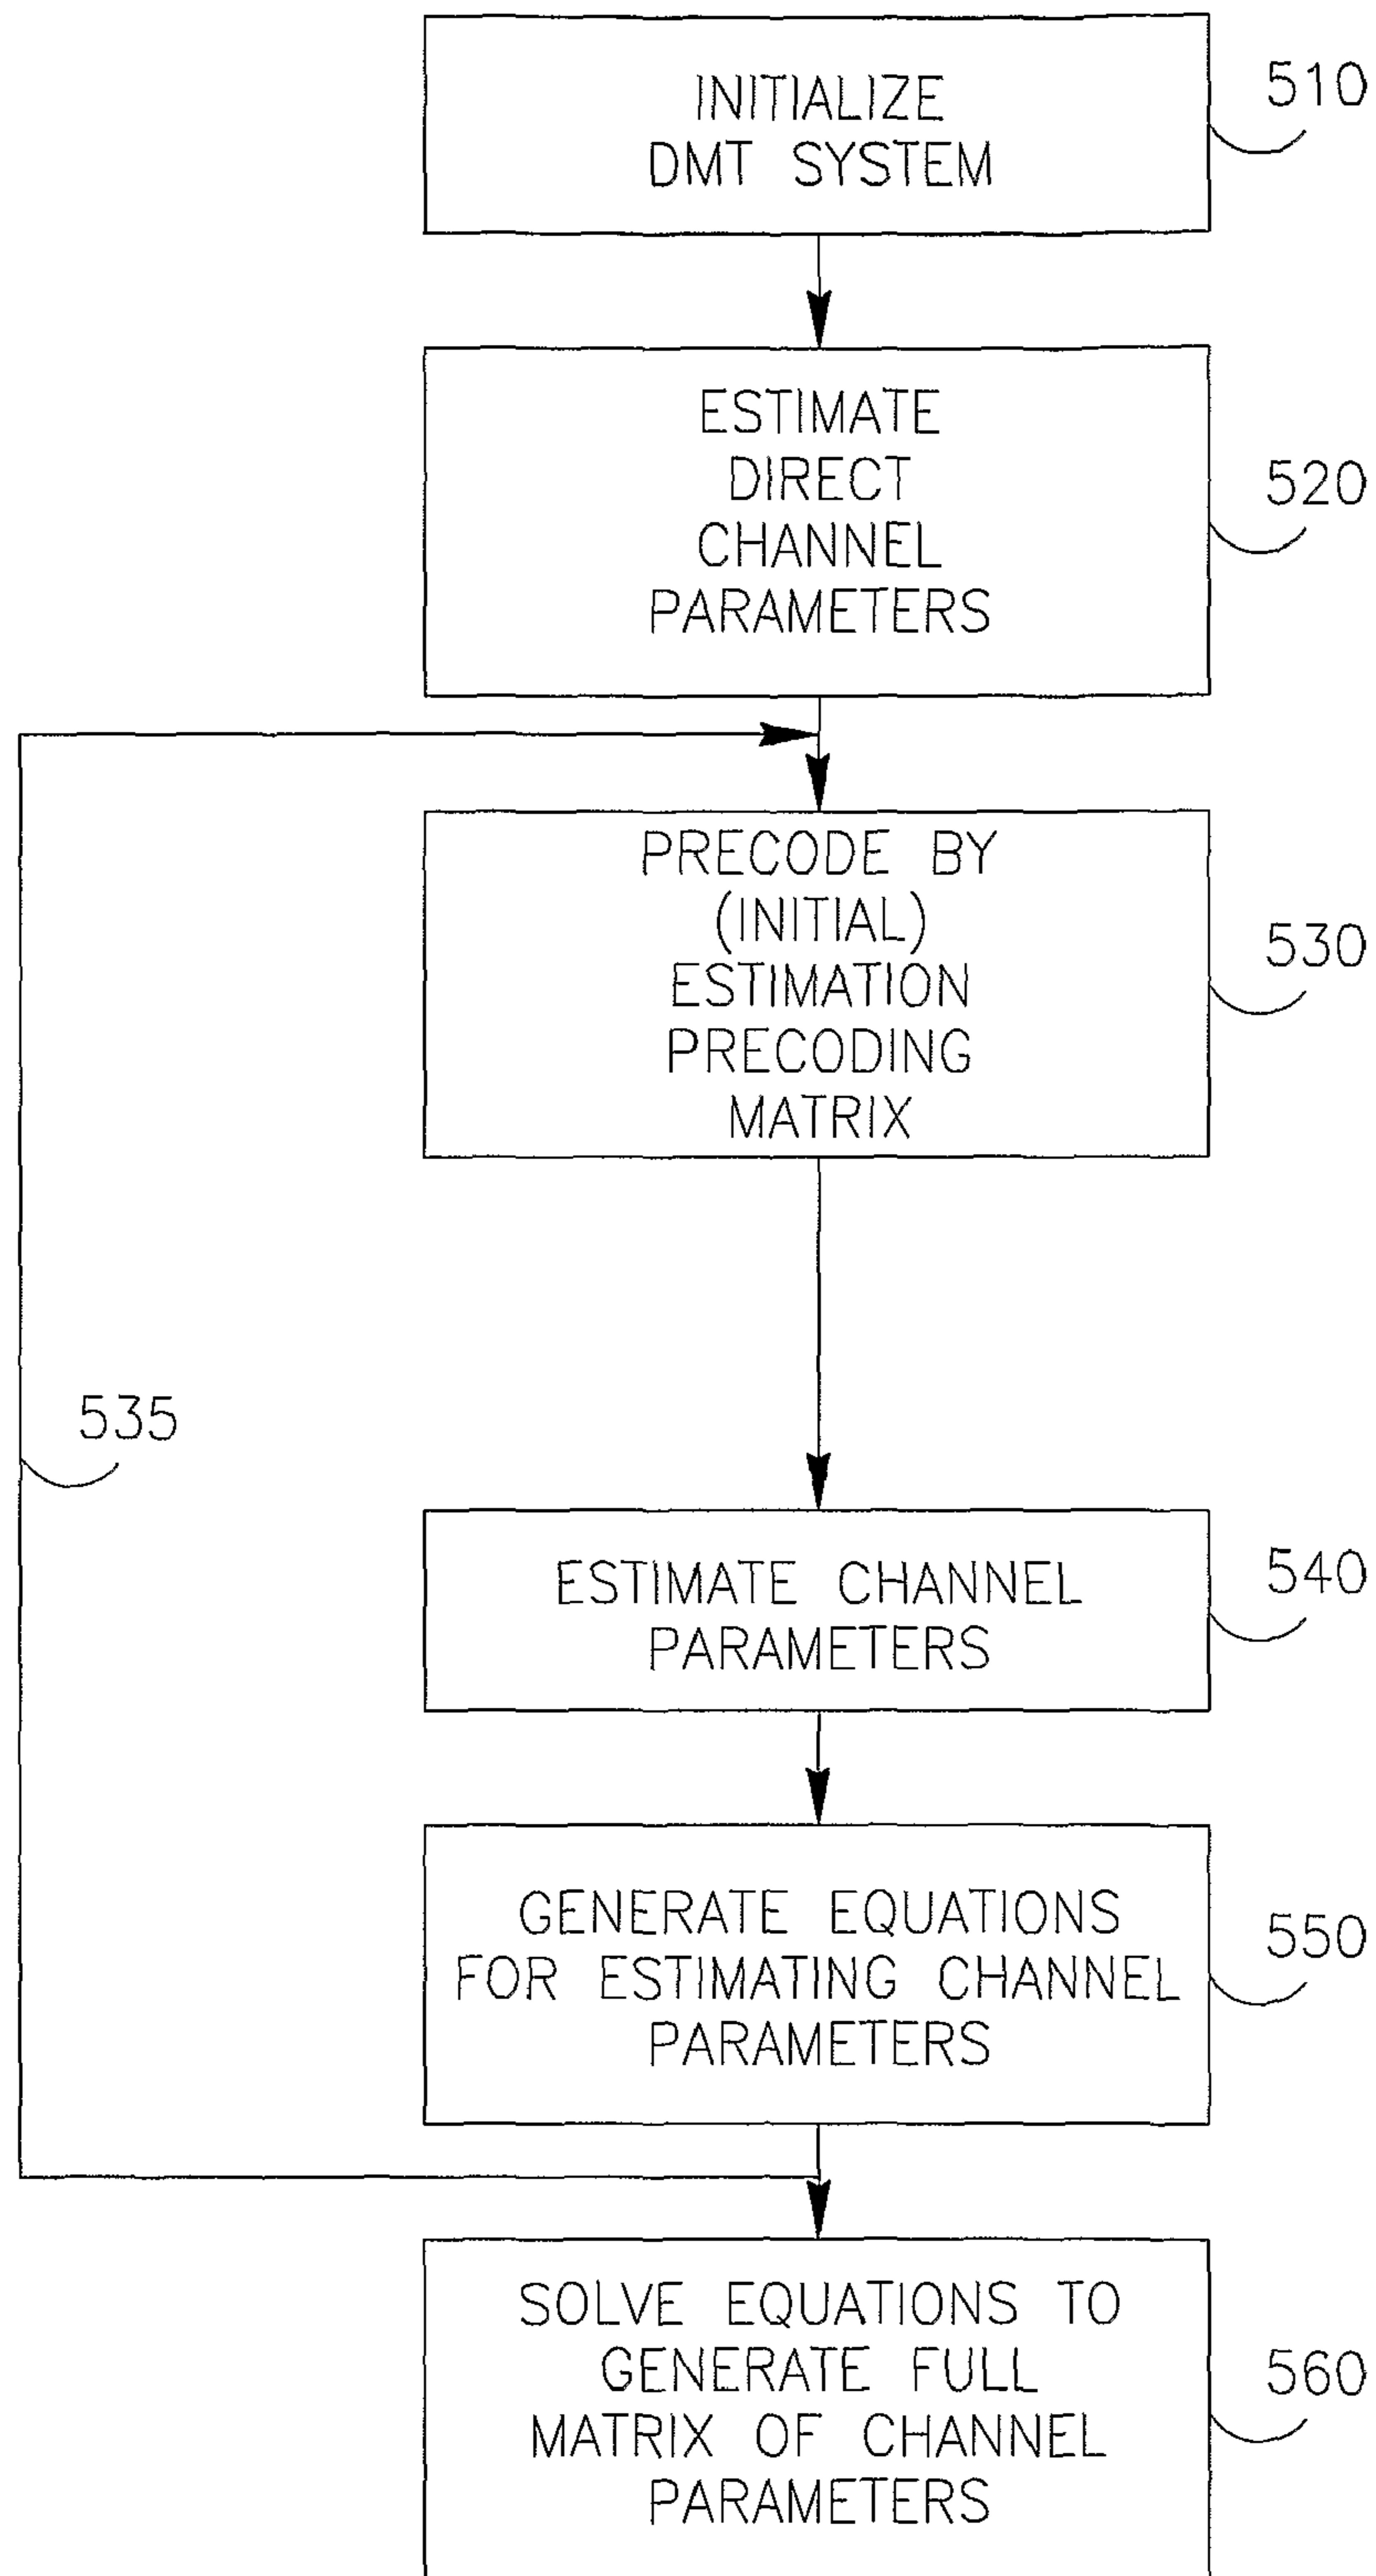 INITIALIZE
DMT SYSTEM
510
ESTIMATE
DIRECT
CHANNEL
PARAMETERS
520
PRECODE BY
(INITIAL)
ESTIMATION
PRECODING
MATRIX
530
535
ESTIMATE CHANNEL
PARAMETERS
540
GENERATE EQUATIONS
FOR ESTIMATING CHANNEL
PARAMETERS
550
SOLVE EQUATIONS TO
GENERATE FULL
MATRIX OF CHANNEL
PARAMETERS
560